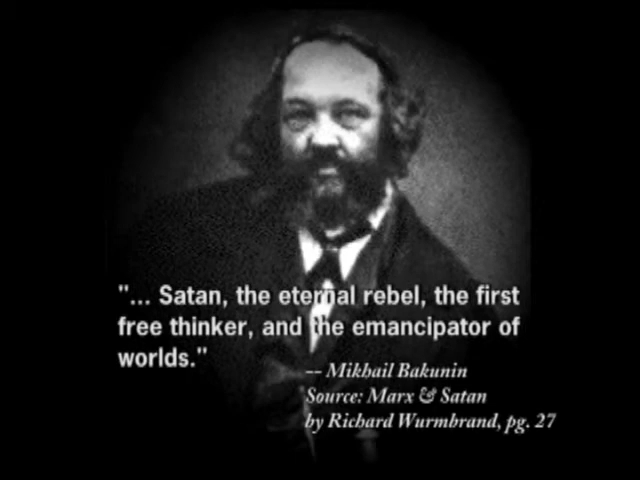 "... Satan, the eternal rebel, the first
free thinker, and the emancipator of
worlds."
-- Mikhail Bakunin
Source: Marx & Satan
by Richard Wurmbrand, pg. 27